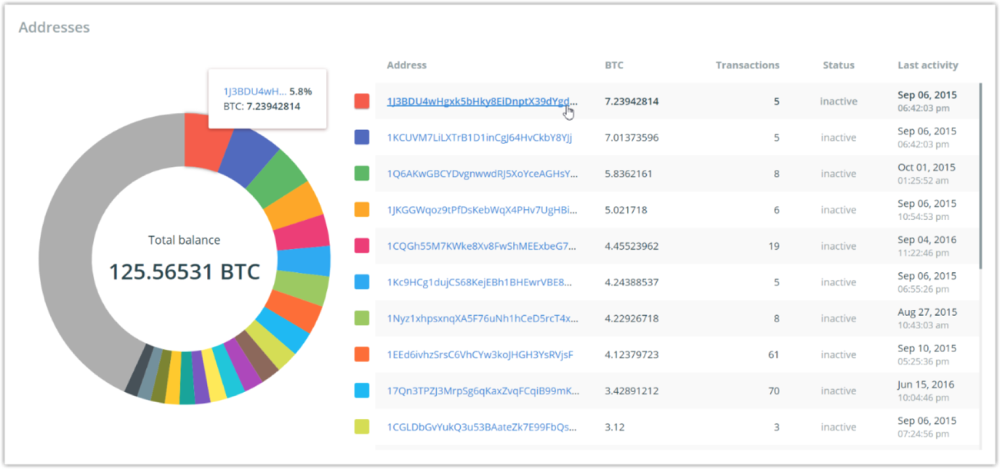 Addresses
1J3BDU4wH... 5.8%
BTC: 7.23942814
Total balance
125.56531 BTC
Address BTC Transactions Status Last activity
1J3BDU4wHgxk5bHky8EiDnptX39dYgd... 7.23942814 5 inactive Sep 06, 2015
06:42:03 pm
1KCUVM7LiLXTrB1D1inCgJ64HvCkbY8YJj 7.01373596 5 inactive Sep 06, 2015
06:42:03 pm
1Q6AKwGBCYDvgnwwdRJ5XoYceAGHsY... 5.8362161 8 inactive Oct 01, 2015
01:25:52 am
1JKGGWqoz9tPfDsKebWqX4PHv7UgHBi... 5.021718 6 inactive Sep 06, 2015
10:54:53 pm
1CQGh55M7KWke8Xv8FwShMEExbeG7... 4.45523962 19 inactive Sep 04, 2016
11:22:46 pm
1Kc9HCg1dujCS68KejEBh1BHEwrVBE8... 4.24388537 5 inactive Sep 06, 2015
06:55:26 pm
1Nyz1xhpsxnqXA5F76uNh1hCeD5rcT4x... 4.22926718 8 inactive Aug 27, 2015
10:43:03 am
1EEd6ivhzSrsC6VhCYw3koJHGH3YsRVjsF 4.12379723 61 inactive Sep 10, 2015
05:25:36 pm
17Qn3TPZJ3MrpSg6qKaxZvqFCqiB99mK... 3.42891212 70 inactive Jun 15, 2016
10:04:46 pm
1CGLDbGvYukQ3u53BAateZk7E99FbQs... 3.12 3 inactive Sep 06, 2015
07:24:56 pm